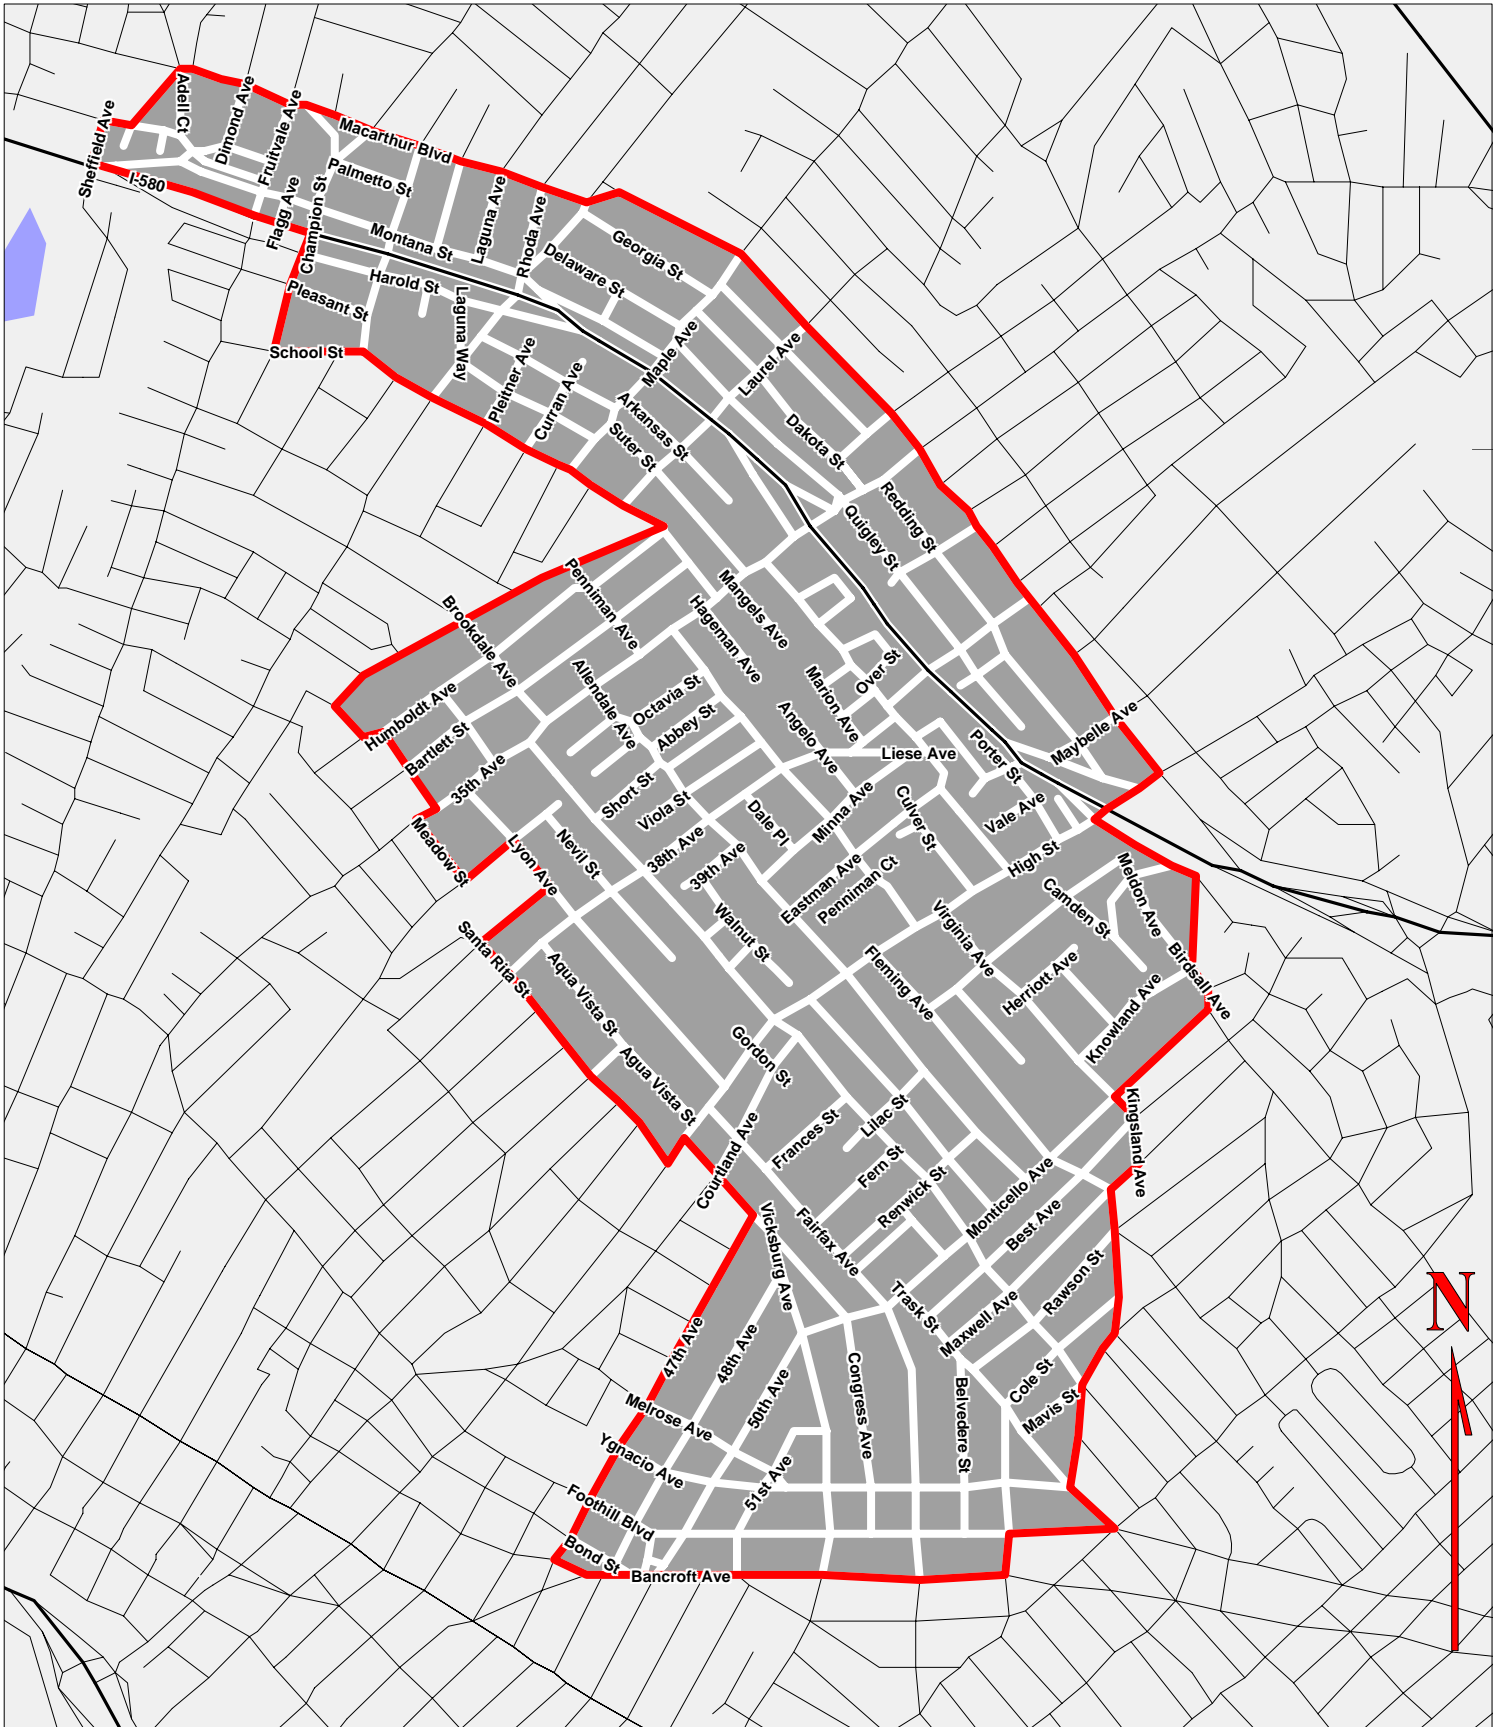 Adell Ct
Dimond Ave
Fruitvale Ave
Sheffield Ave
Macarthur Blvd
I-580
Palmetto St
Flagg Ave
Champion St
Laguna Ave
Rhoda Ave
Montana St
Georgia St
Delaware St
Harold St
Pleasant St
Laguna Way
School St
Maple Ave
Laurel Ave
Pleitner Ave
Curran Ave
Arkansas St
Suter St
Dakota St
Redding St
Quigley St
Penniman Ave
Mangels Ave
Hageman Ave
Brookdale Ave
Allendale Ave
Octavia St
Abbey St
Marion Ave
Over St
Humboldt Ave
Bartlett St
35th Ave
Angelo Ave
Liese Ave
Porter St
Maybelle Ave
Short St
Viola St
Dale Pl
Minna Ave
Culver St
Vale Ave
Meadow St
Lyon Ave
Nevil St
38th Ave
39th Ave
Eastman Ave
Penniman Ct
High St
Camden St
Meldon Ave
Walnut St
Virginia Ave
Santa Rita St
Aqua Vista St
Fleming Ave
Herriott Ave
Birdsall Ave
Knowland Ave
Gordon St
Agua Vista St
Courtland Ave
Frances St
Lilac St
Fern St
Renwick St
Kingsland Ave
Monticello Ave
Best Ave
Vicksburg Ave
Fairfax Ave
Trask St
Maxwell Ave
Rawson St
N
47th Ave
48th Ave
50th Ave
Congress Ave
Belvedere St
Cole St
Mavis St
Melrose Ave
Ygnacio Ave
51st Ave
Foothill Blvd
Bond St
Bancroft Ave